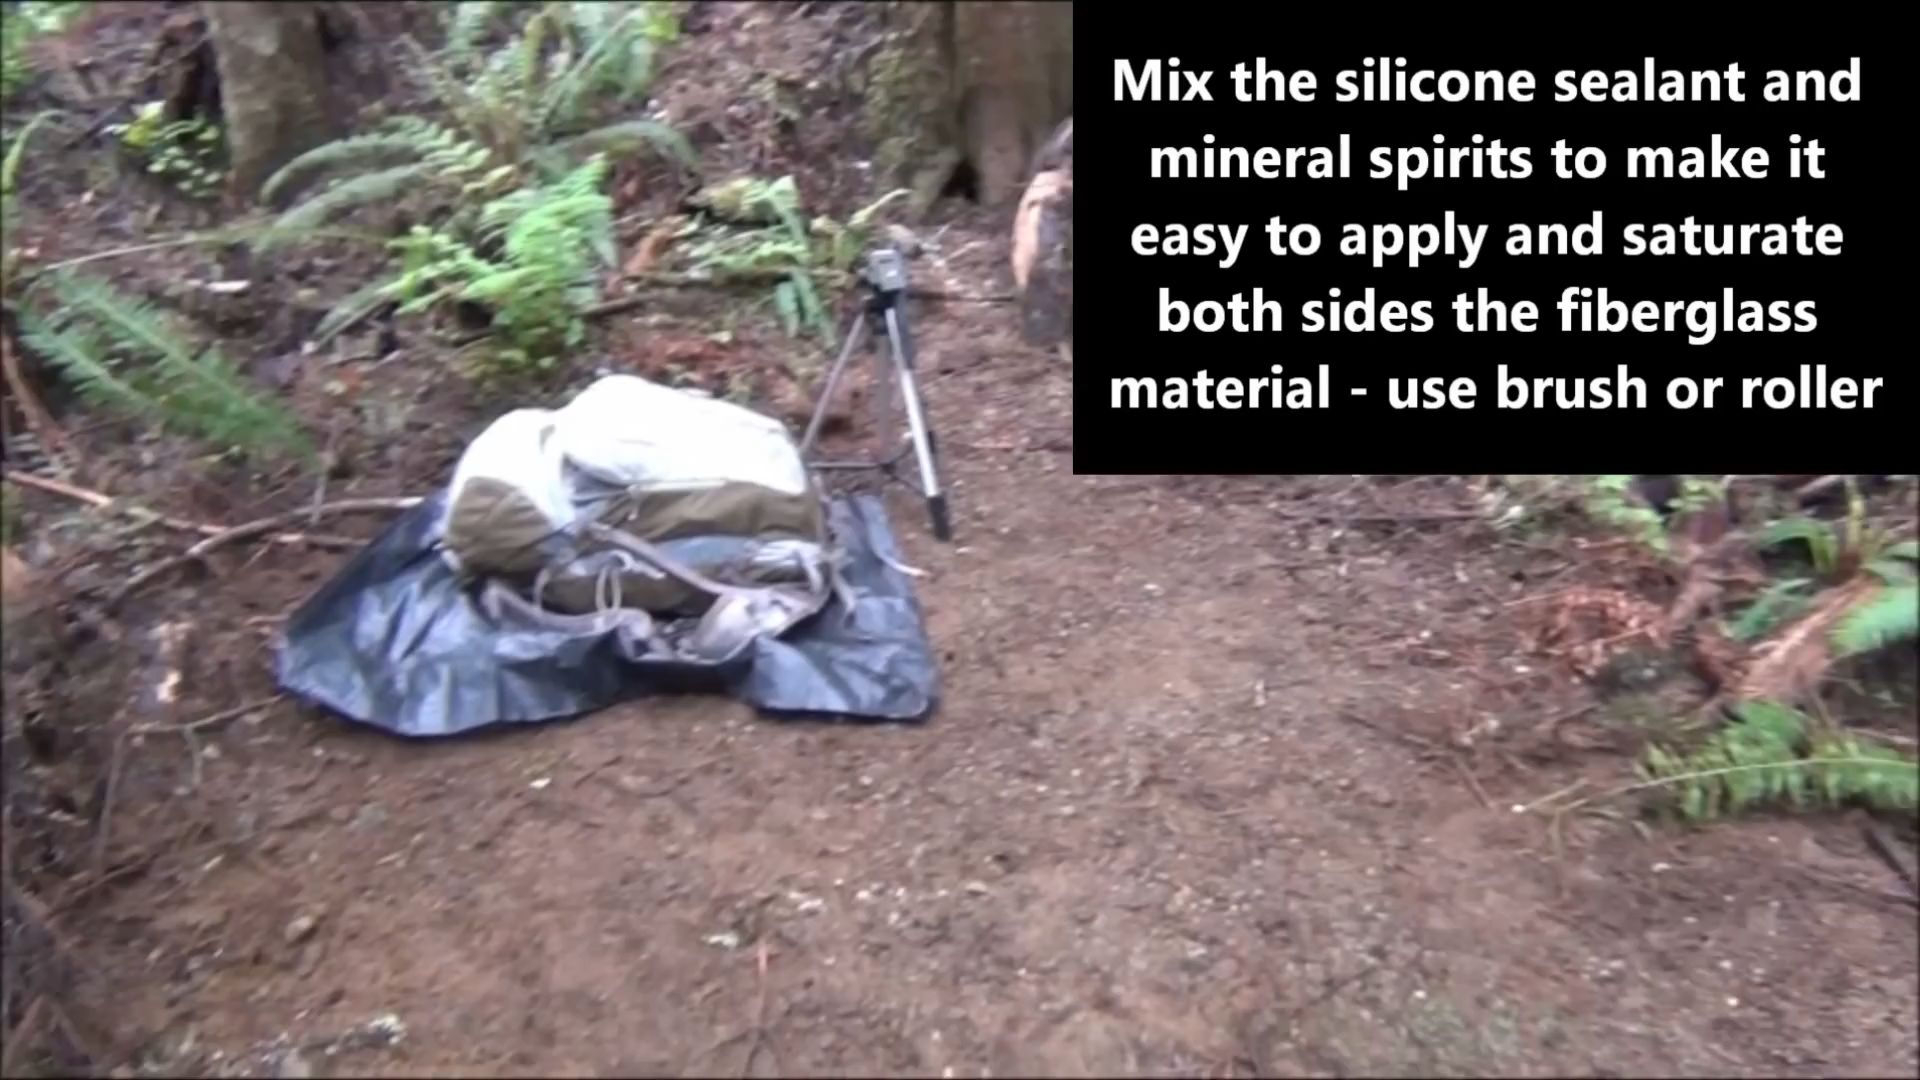 Mix the silicone sealant and
mineral spirits to make it
easy to apply and saturate
both sides the fiberglass
material - use brush or roller